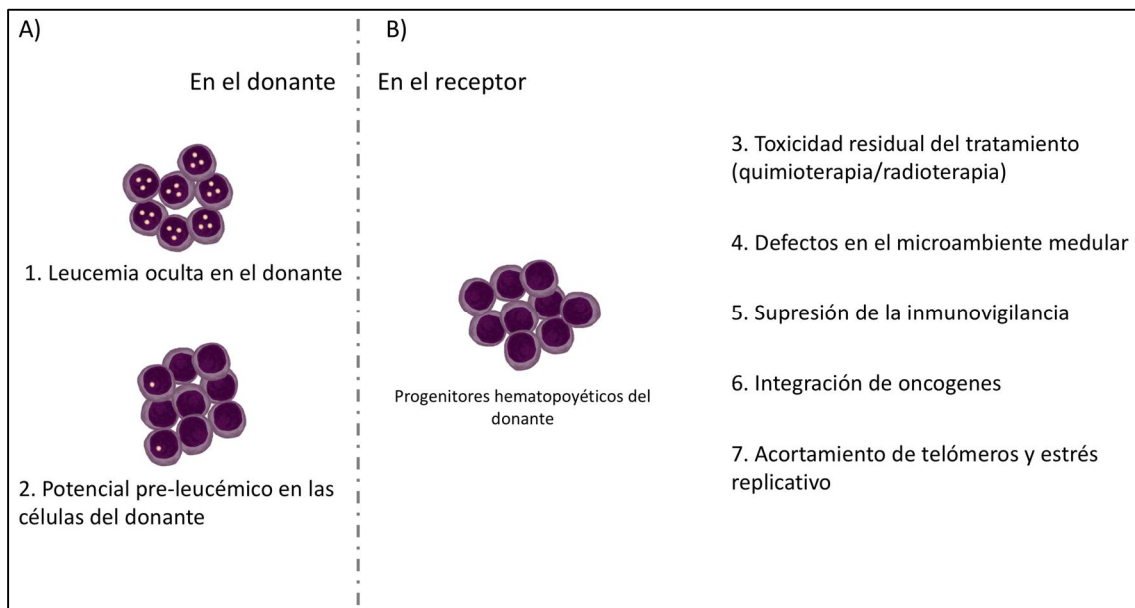 A)
En el donante
1. Leucemia oculta en el donante
2. Potencial pre-leucémico en las
células del donante
B)
En el receptor
Progenitores hematopoyéticos del
donante
3. Toxicidad residual del tratamiento
(quimioterapia/radioterapia)
4. Defectos en el microambiente medular
5. Supresión de la inmunovigilancia
6. Integración de oncogenes
7. Acortamiento de telómeros y estrés
replicativo